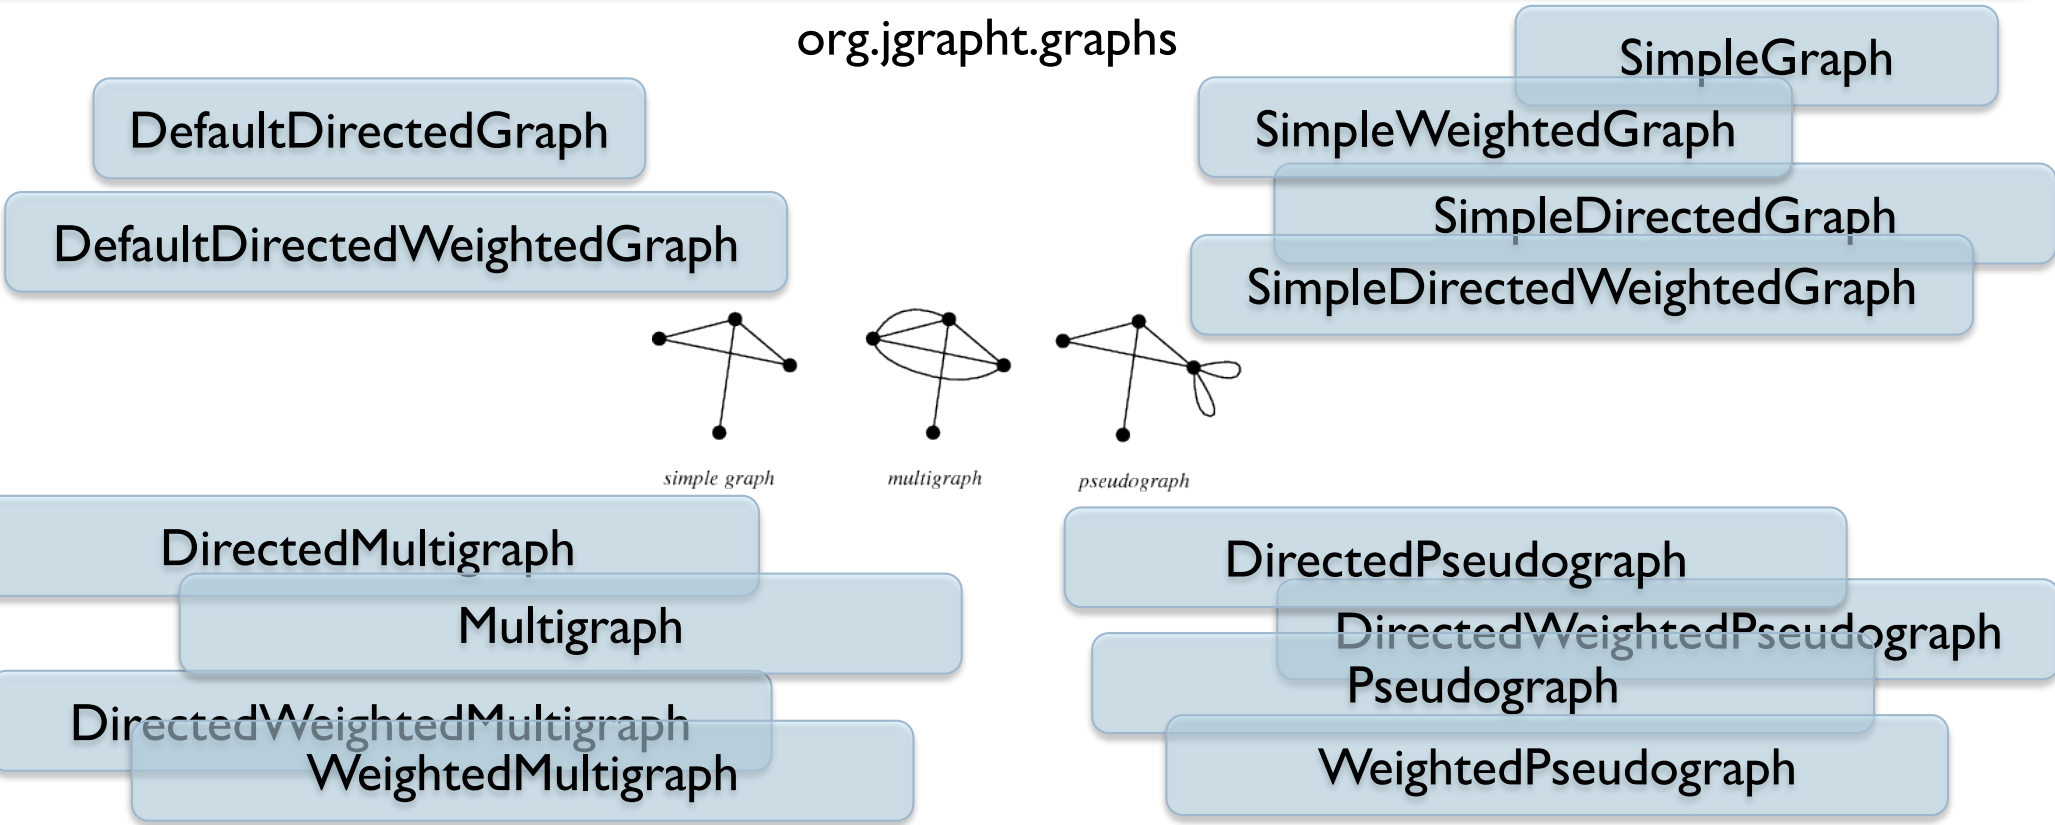 org.jgrapht.graphs
SimpleGraph
DefaultDirectedGraph
SimpleWeightedGraph
DefaultDirectedWeightedGraph
SimpleDirectedGraph
SimpleDirectedWeightedGraph
simple graph
multigraph
pseudograph
DirectedMultigraph
Multigraph
DirectedWeightedMultigraph
WeightedMultigraph
DirectedPseudograph
DirectedWeightedPseudograph
Pseudograph
WeightedPseudograph